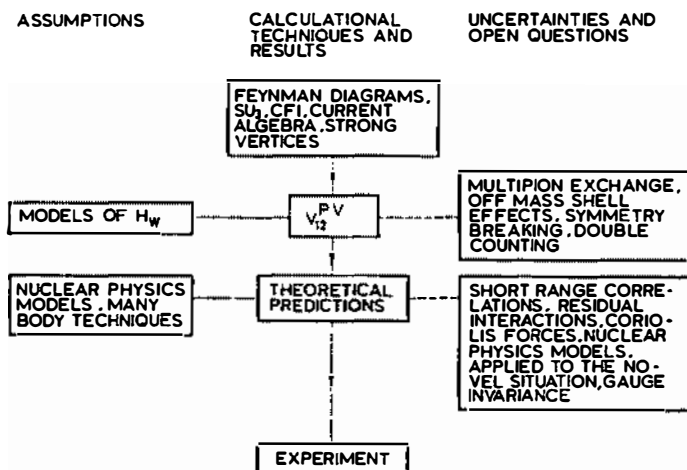 ASSUMPTIONS
CALCULATIONAL
TECHNIQUES AND
RESULTS
UNCERTAINTIES AND
OPEN QUESTIONS
FEYNMAN DIAGRAMS,
SU₃,CFI,CURRENT
ALGEBRA,STRONG
VERTICES
MODELS OF H_W
V₁₂^PV
MULTIPION EXCHANGE,
OFF MASS SHELL
EFFECTS, SYMMETRY
BREAKING,DOUBLE
COUNTING
NUCLEAR PHYSICS
MODELS, MANY
BODY TECHNIQUES
THEORETICAL
PREDICTIONS
SHORT RANGE CORRE-
LATIONS, RESIDUAL
INTERACTIONS,CORIO-
LIS FORCES,NUCLEAR
PHYSICS MODELS,
APPLIED TO THE NO-
VEL SITUATION,GAUGE
INVARIANCE
EXPERIMENT